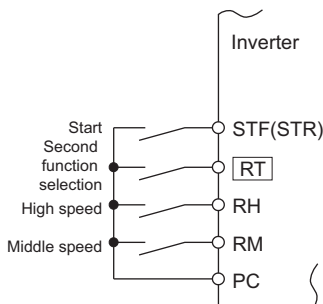 Inverter
Start
STF(STR)
Second
function
selection
RT
High speed
RH
Middle speed
RM
PC